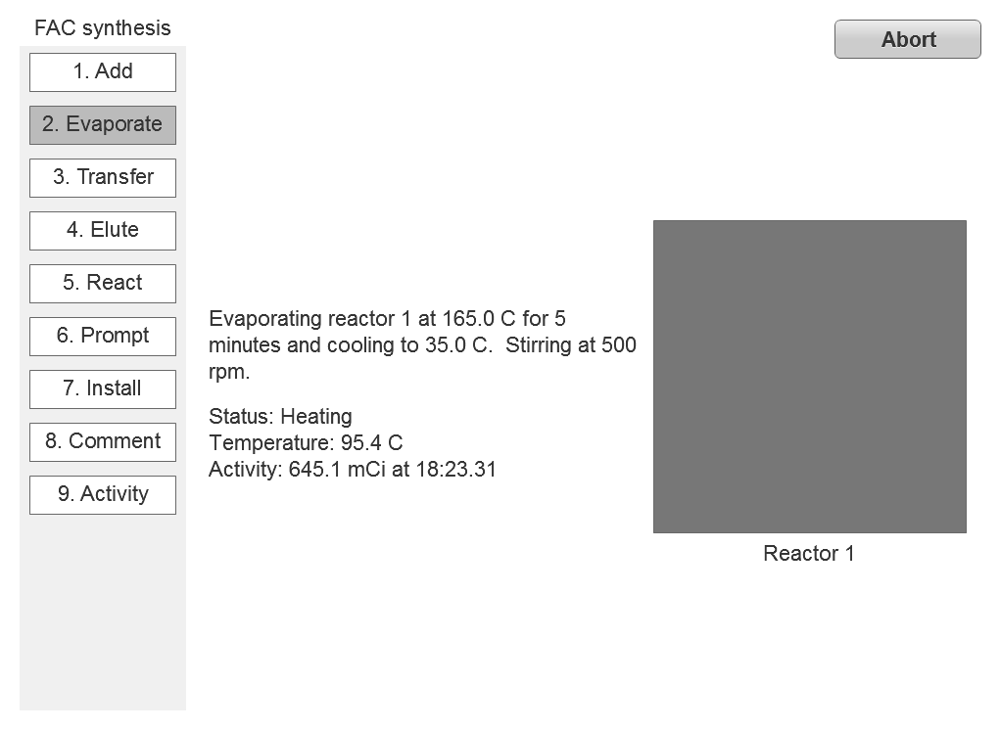 FAC synthesis
Abort
1. Add
2. Evaporate
3. Transfer
4. Elute
5. React
6. Prompt
7. Install
8. Comment
9. Activity
Evaporating reactor 1 at 165.0 C for 5
minutes and cooling to 35.0 C.  Stirring at 500
rpm.
Status: Heating
Temperature: 95.4 C
Activity: 645.1 mCi at 18:23.31
Reactor 1